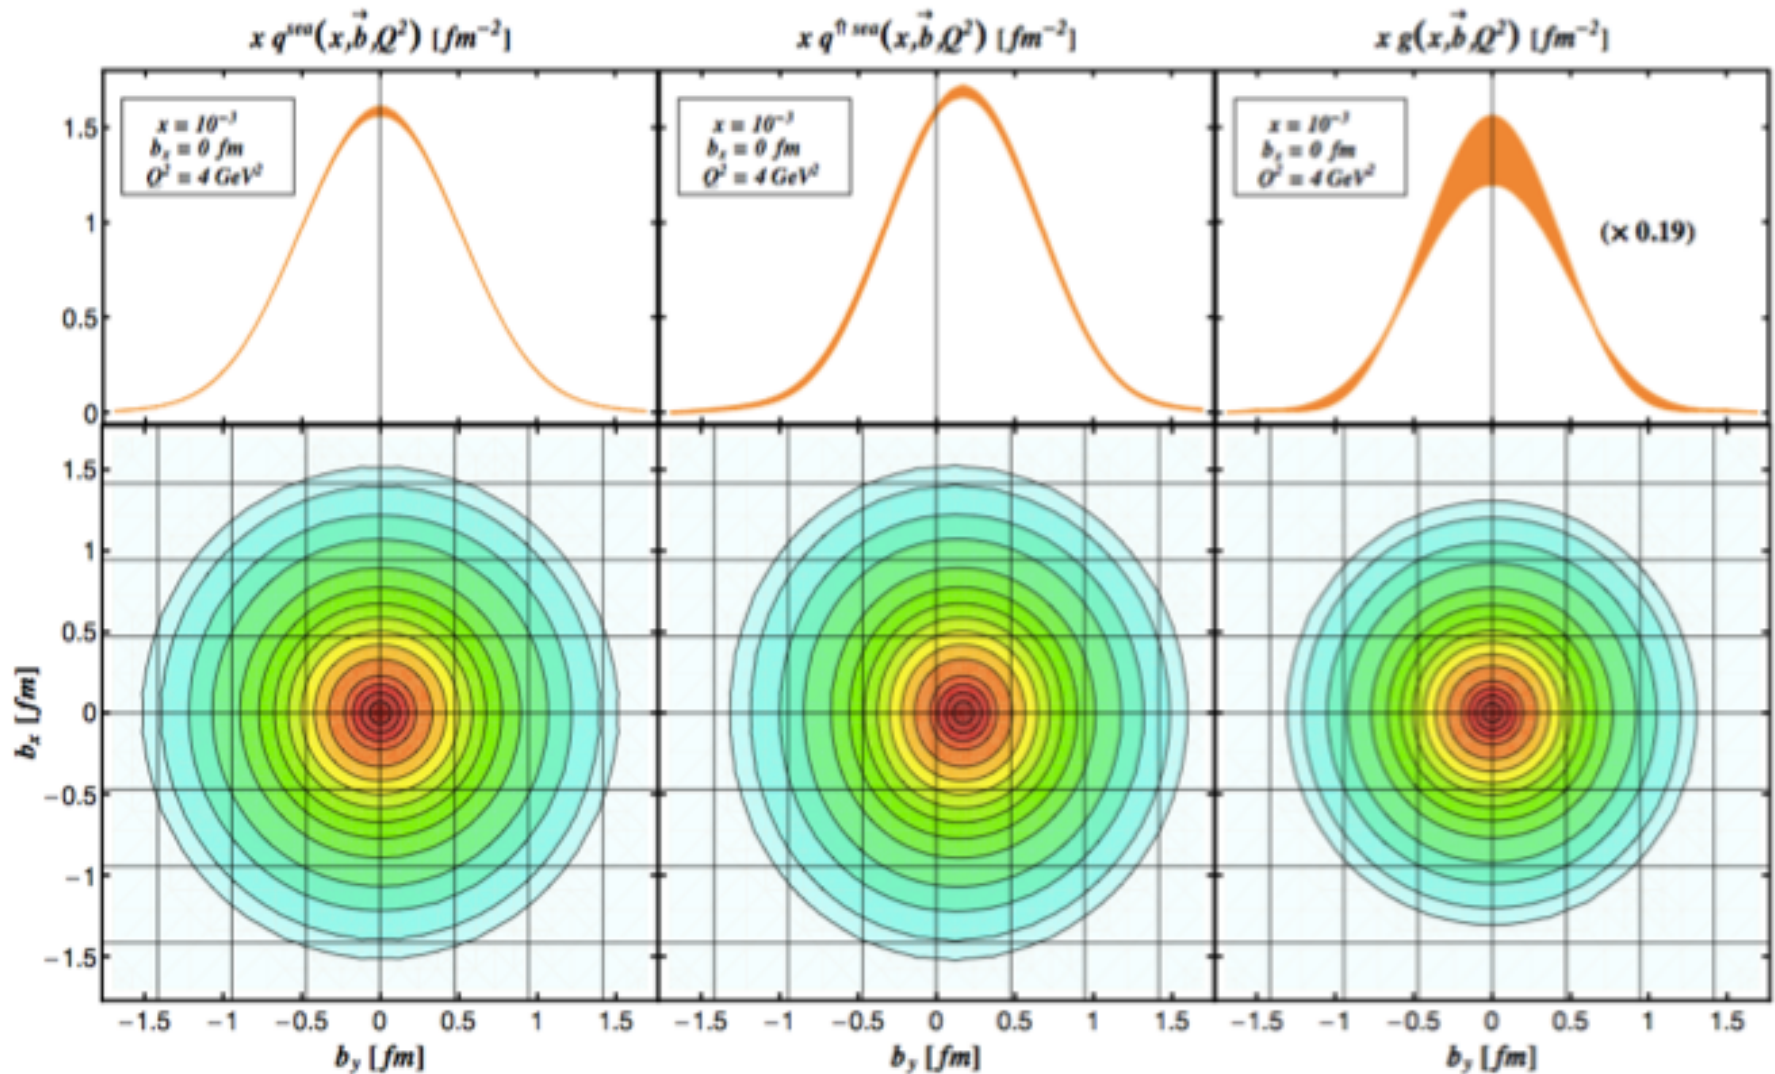 x q^sea(x,b⃗,Q²) [fm⁻²]
x q^⇑ sea(x,b⃗,Q²) [fm⁻²]
x g(x,b⃗,Q²) [fm⁻²]
x = 10⁻³
bₓ = 0 fm
Q² = 4 GeV²
x = 10⁻³
bₓ = 0 fm
Q² = 4 GeV²
x = 10⁻³
bₓ = 0 fm
Q² = 4 GeV²
(× 0.19)
1.5
1
0.5
0
1.5
1
0.5
0
−0.5
−1
−1.5
bₓ [fm]
−1.5 −1 −0.5 0 0.5 1 1.5
−1.5 −1 −0.5 0 0.5 1 1.5
−1.5 −1 −0.5 0 0.5 1 1.5
b_y [fm]
b_y [fm]
b_y [fm]